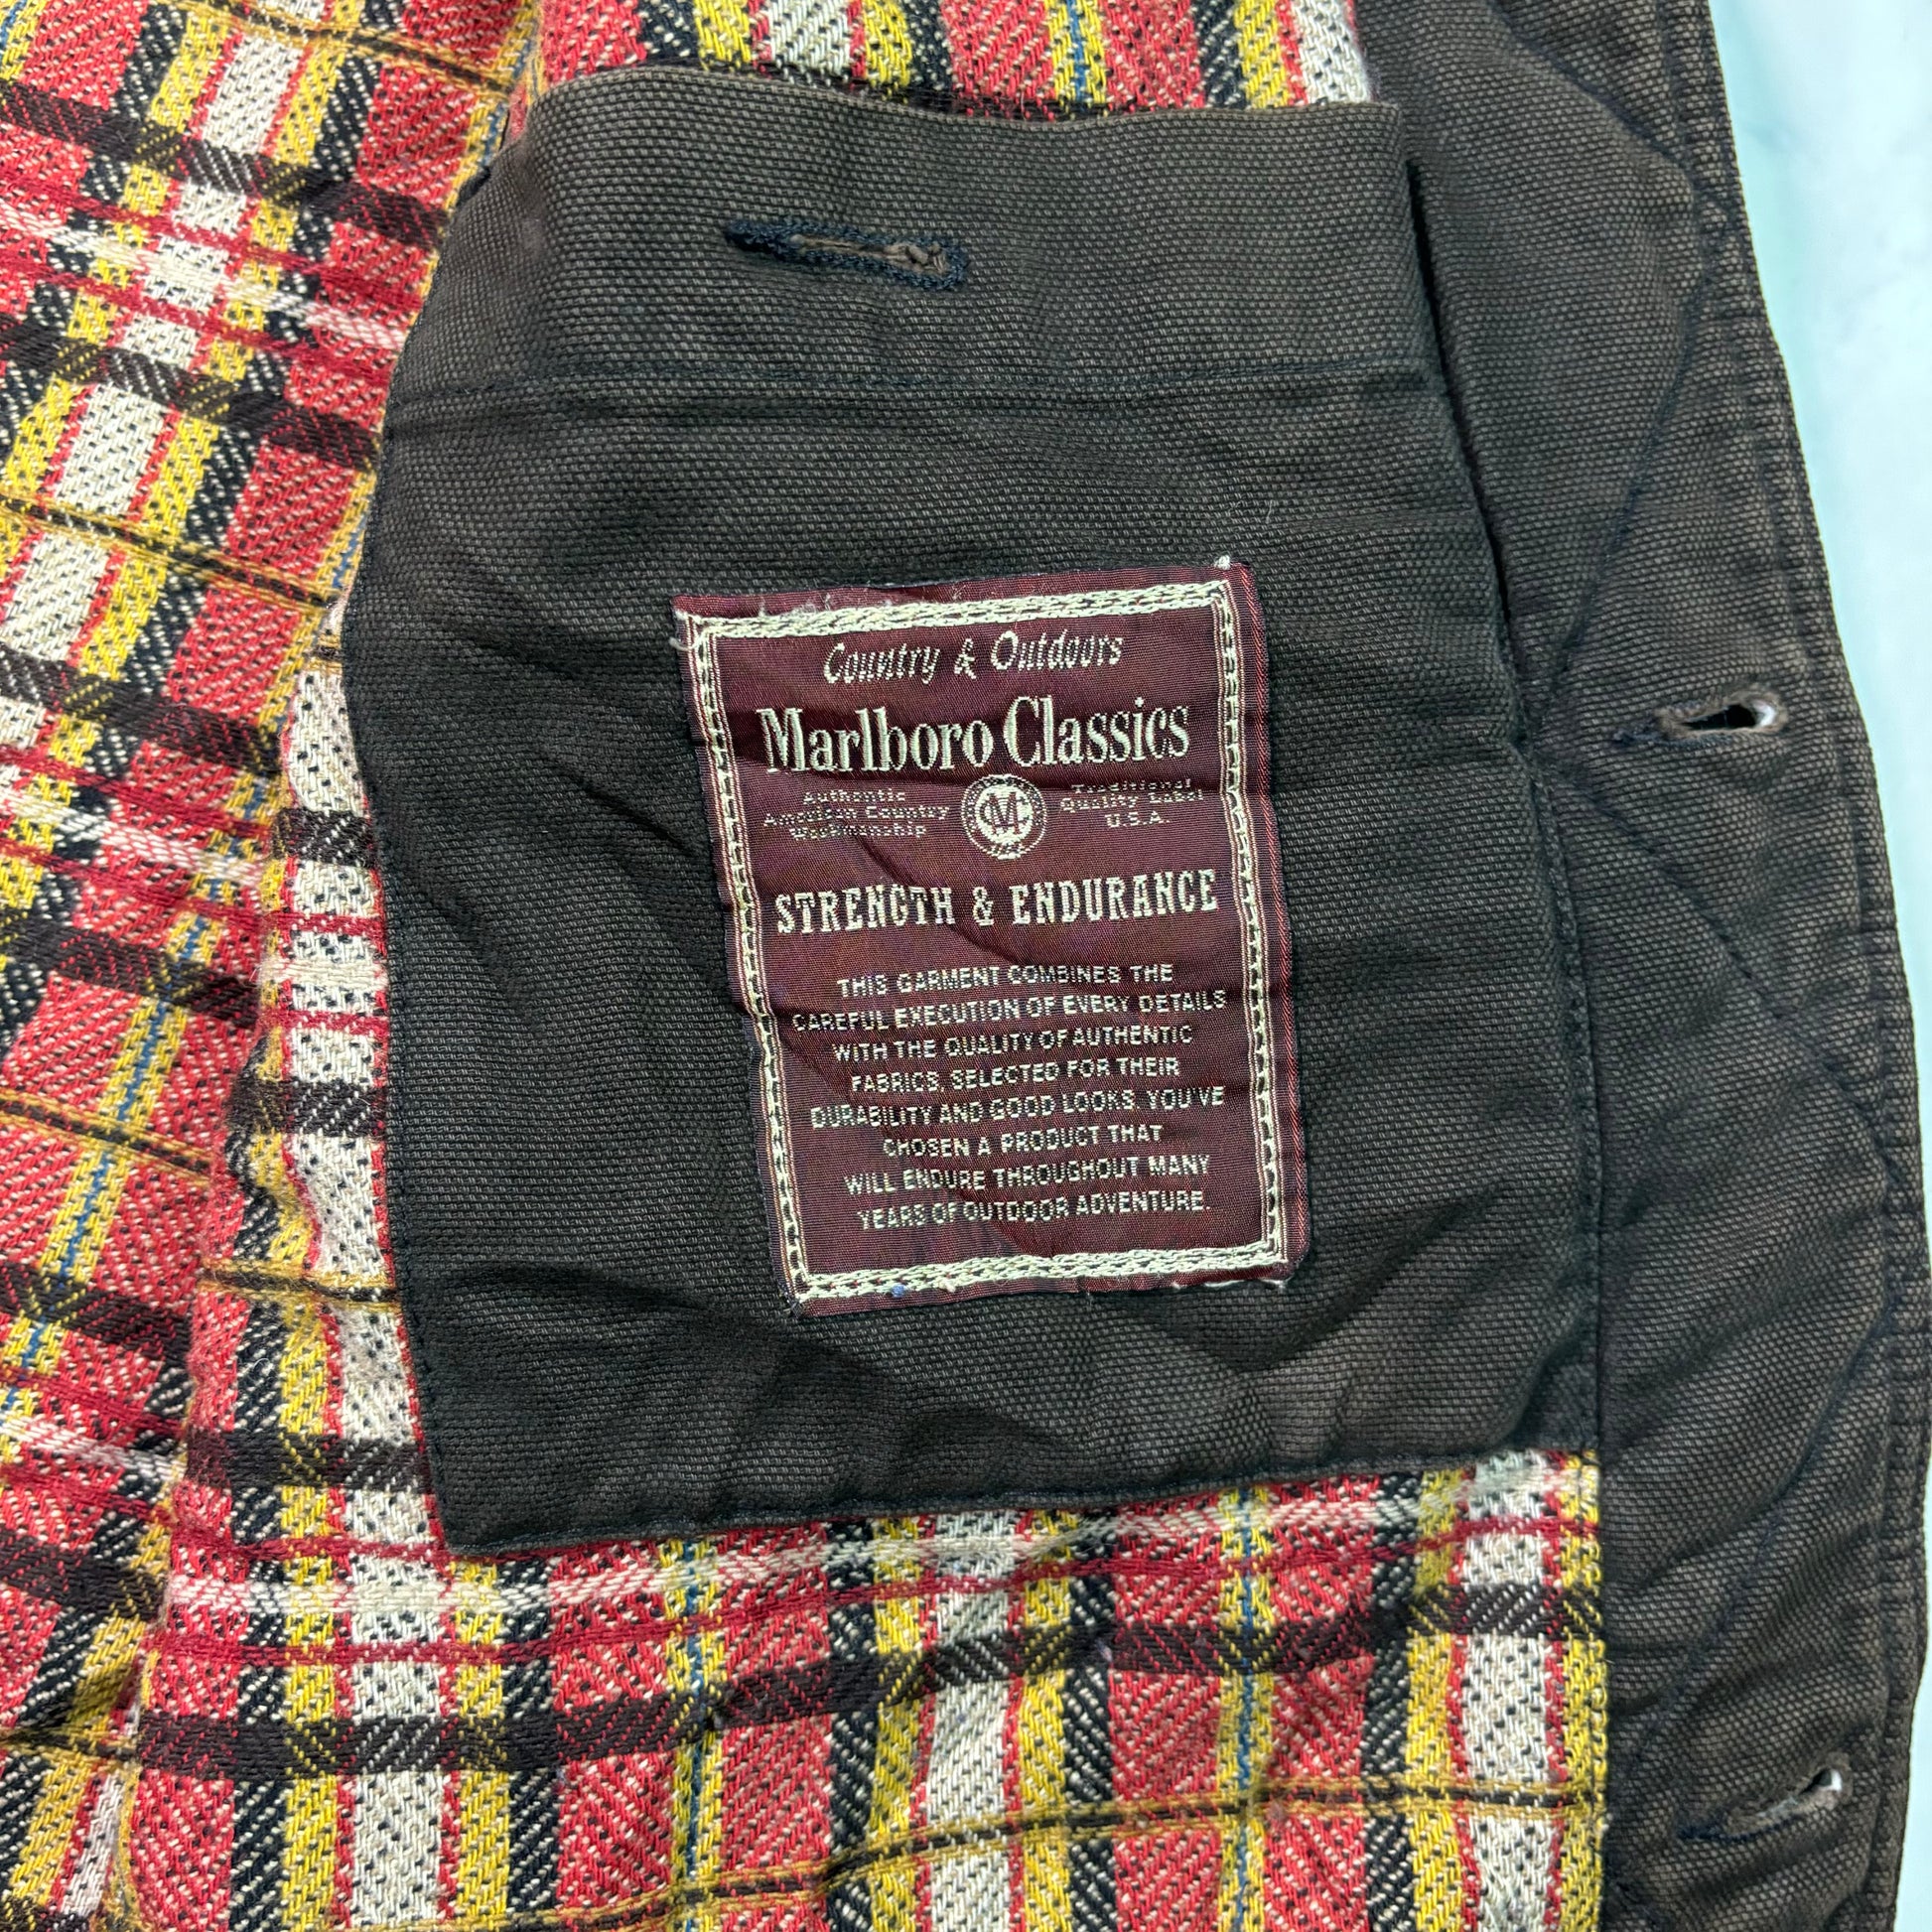 Country & Outdoors
Marlboro Classics
Authentic
American Country
Workmanship
CM
Traditional
Quality Label
U.S.A.
STRENGTH & ENDURANCE
THIS GARMENT COMBINES THE
CAREFUL EXECUTION OF EVERY DETAILS
WITH THE QUALITY OF AUTHENTIC
FABRICS, SELECTED FOR THEIR
DURABILITY AND GOOD LOOKS. YOU'VE
CHOSEN A PRODUCT THAT
WILL ENDURE THROUGHOUT MANY
YEARS OF OUTDOOR ADVENTURE.